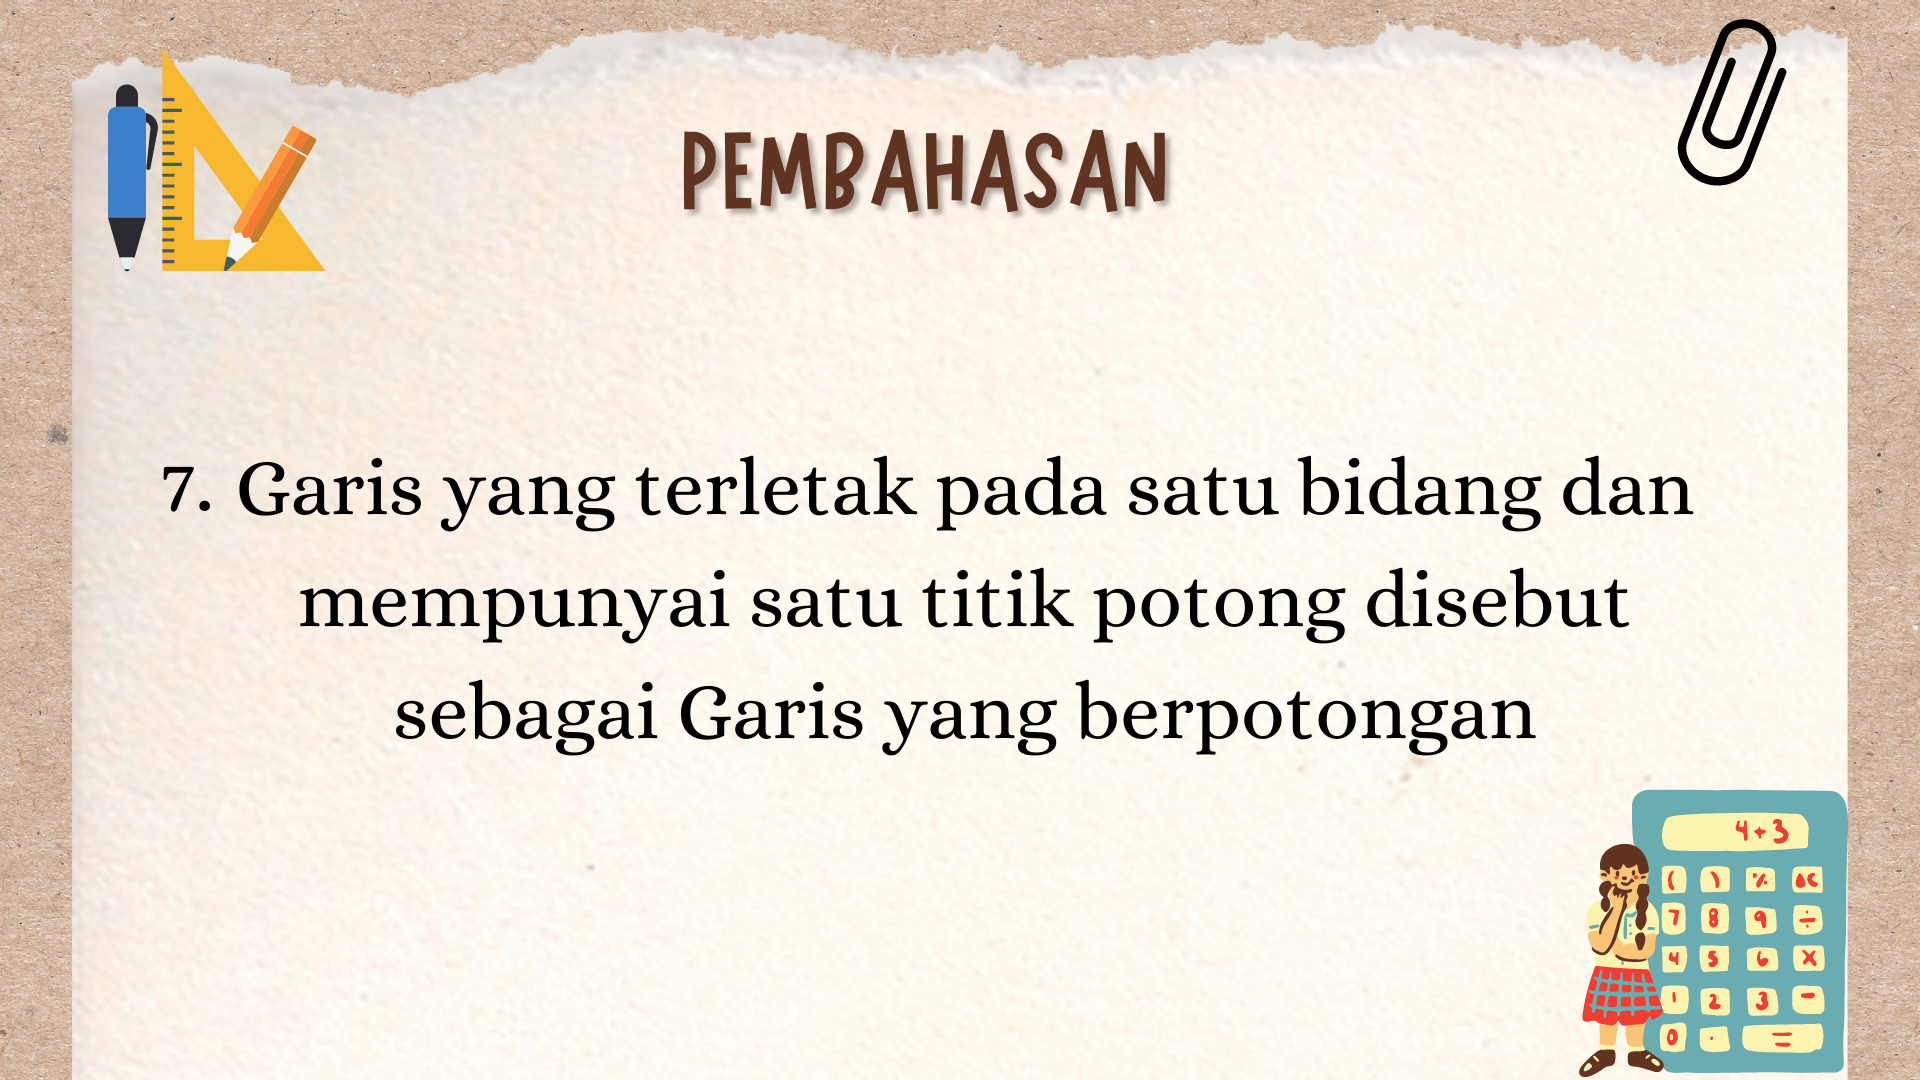 PEMBAHASAN
7. Garis yang terletak pada satu bidang dan
mempunyai satu titik potong disebut
sebagai Garis yang berpotongan
4+3
( ) % AC
7 8 9 ÷
4 5 6 X
1 2 3 -
0 . =